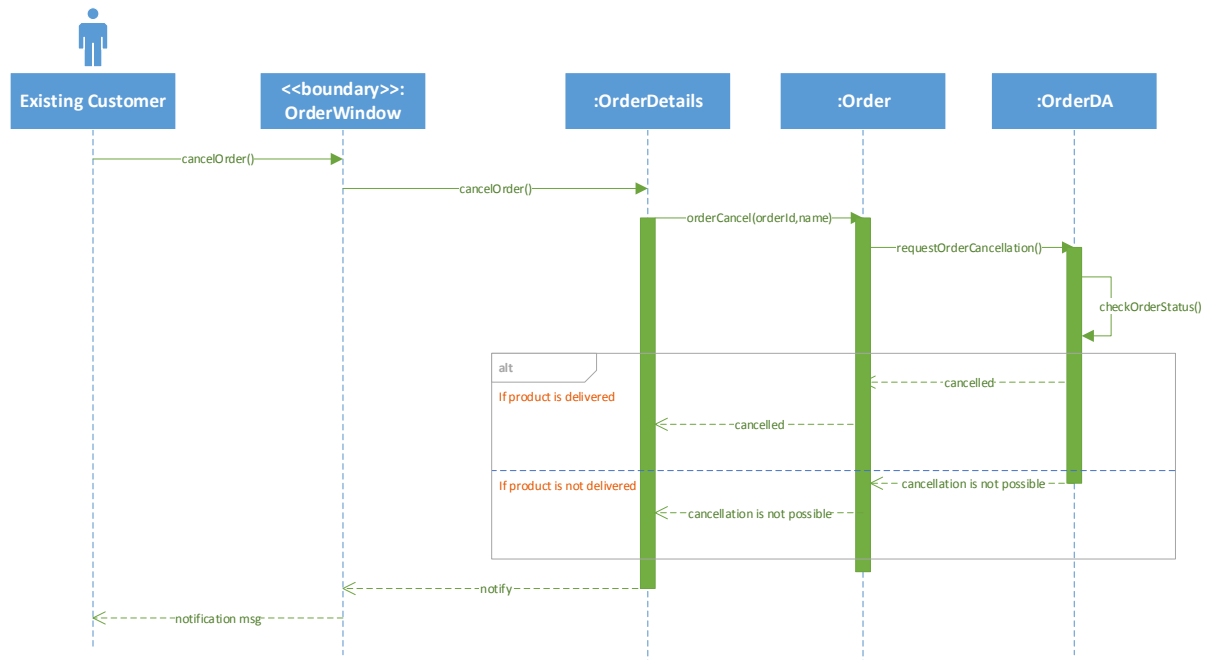 Existing Customer
<<boundary>>:
OrderWindow
:OrderDetails
:Order
:OrderDA
cancelOrder()
cancelOrder()
orderCancel(orderId,name)
requestOrderCancellation()
checkOrderStatus()
alt
cancelled
If product is delivered
cancelled
If product is not delivered
cancellation is not possible
cancellation is not possible
notify
notification msg